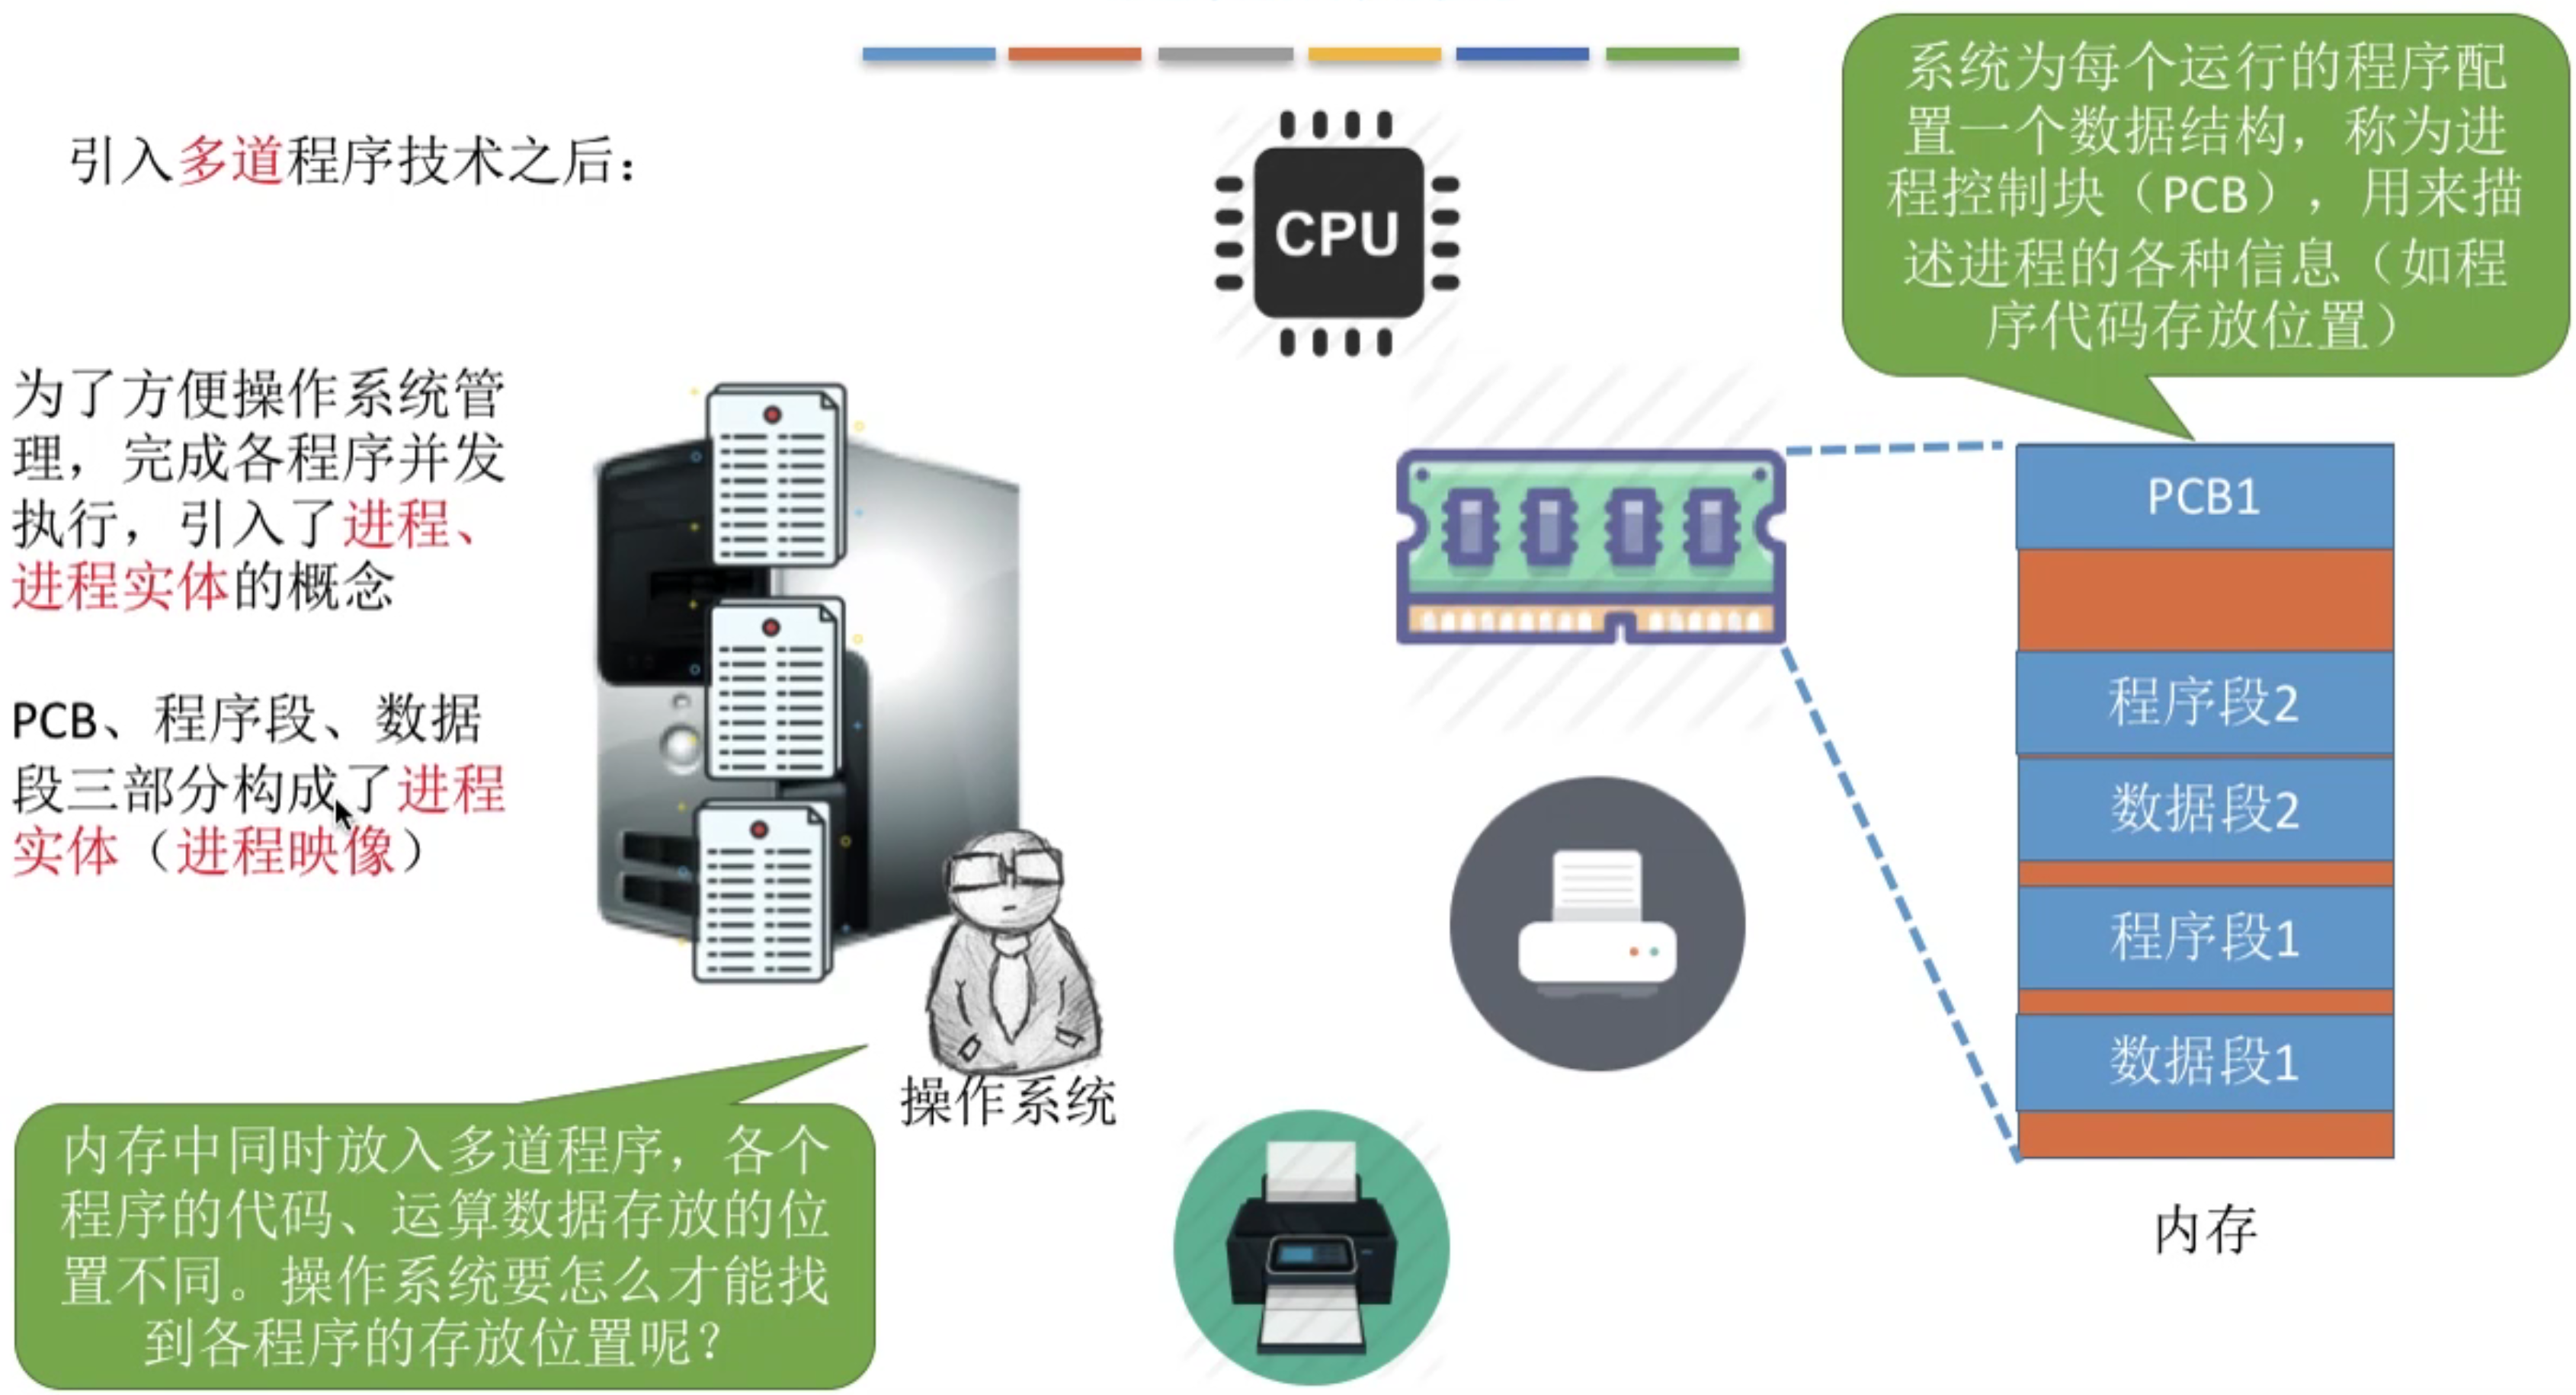 引入多道程序技术之后：
为了方便操作系统管
理，完成各程序并发
执行，引入了进程、
进程实体的概念
PCB、程序段、数据
段三部分构成了进程
实体（进程映像）
内存中同时放入多道程序，各个
程序的代码、运算数据存放的位
置不同。操作系统要怎么才能找
到各程序的存放位置呢？
操作系统
CPU
系统为每个运行的程序配
置一个数据结构，称为进
程控制块（PCB），用来描
述进程的各种信息（如程
序代码存放位置）
PCB1
程序段2
数据段2
程序段1
数据段1
内存